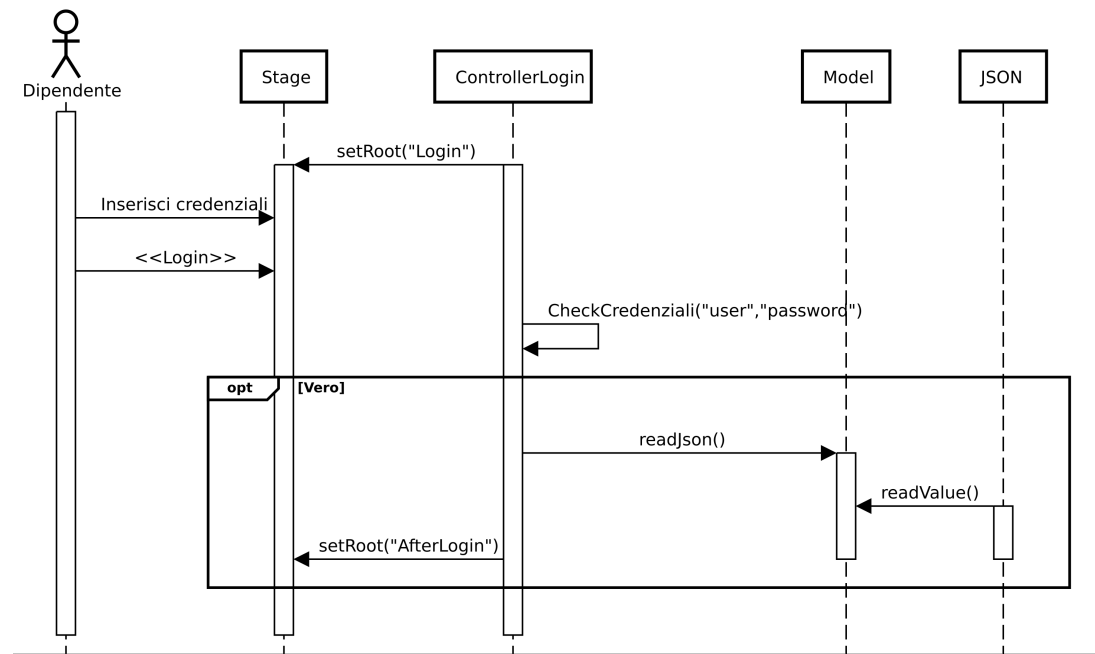 Dipendente
Stage
ControllerLogin
Model
JSON
setRoot("Login")
Inserisci credenziali
<<Login>>
CheckCredenziali("user","password")
opt
[Vero]
readJson()
readValue()
setRoot("AfterLogin")